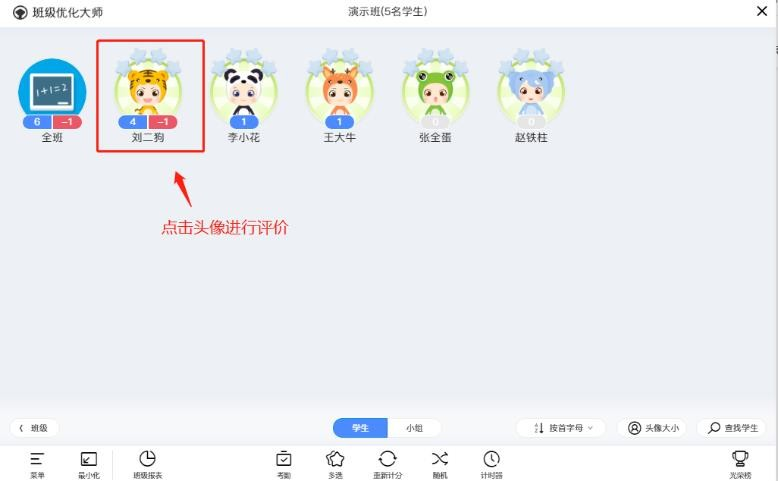 班级优化大师
演示班(5名学生)
1+1=2
6 -1
4 -1
1
1
0
0
全班
刘二狗
李小花
王大牛
张全蛋
赵铁柱
点击头像进行评价
班级
学生
小组
按首字母
头像大小
查找学生
菜单
最小化
班级报表
考勤
多选
重新计分
随机
计时器
光荣榜